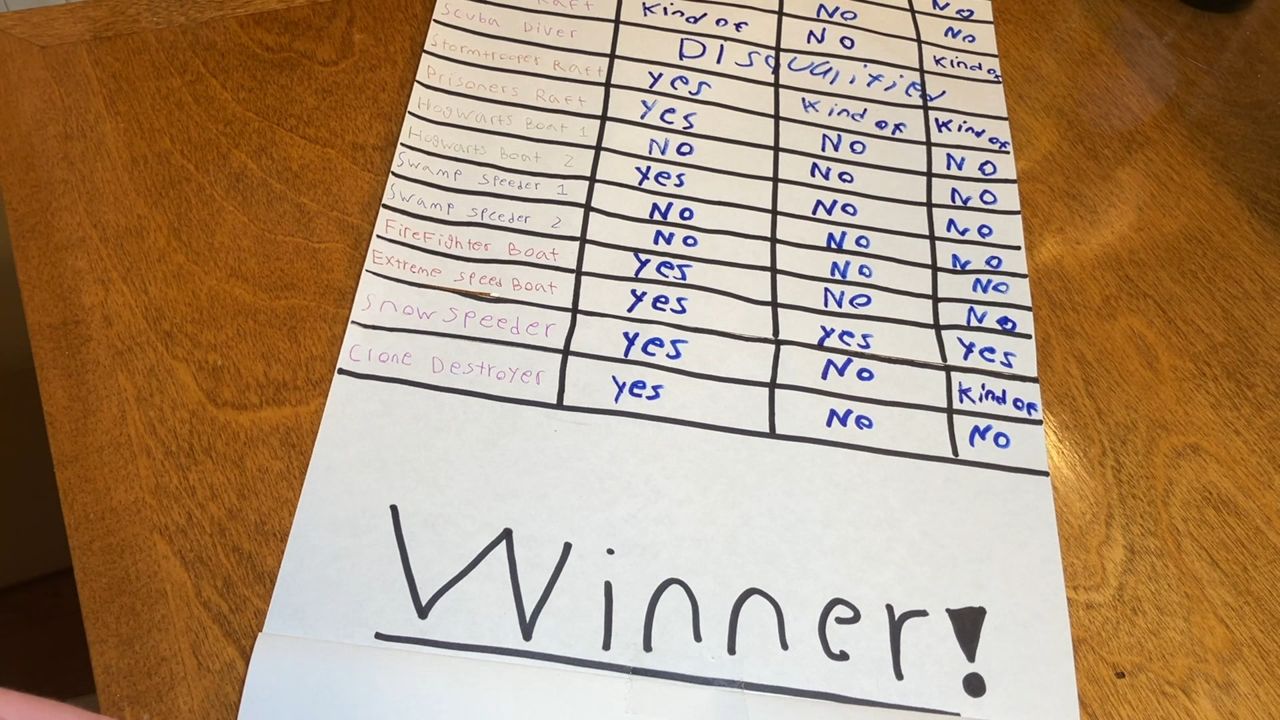 No
No No
Raft Kind of No Kind of
Scuba Diver Disqualified
Stormtrooper Raft yes Kind of Kind of
Prisoners Raft yes No No
Hogwarts Boat 1 No No No
Hogwarts Boat 2 yes No No
Swamp Speeder 1 No No No
Swamp Speeder 2 No No No
FireFighter Boat yes No No
Extreme Speed Boat yes yes yes
Snowspeeder yes No Kind of
Clone Destroyer yes No No
Winner!